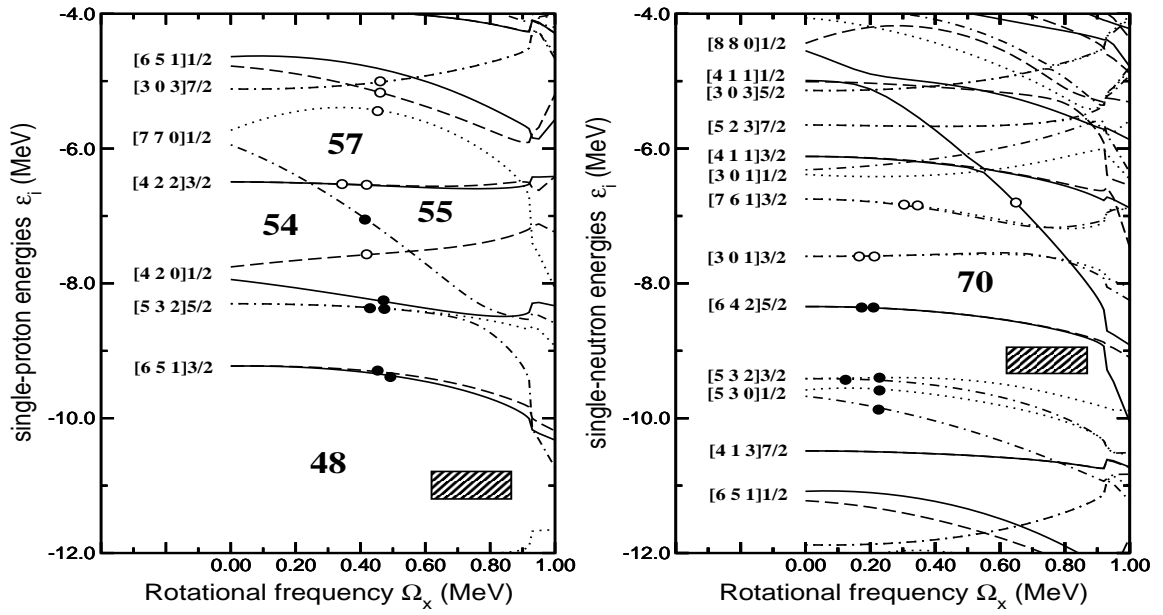 single-proton energies ε_i (MeV)
-4.0
-6.0
-8.0
-10.0
-12.0
[6 5 1]1/2
[3 0 3]7/2
[7 7 0]1/2
[4 2 2]3/2
[4 2 0]1/2
[5 3 2]5/2
[6 5 1]3/2
57
55
54
48
0.00 0.20 0.40 0.60 0.80 1.00
Rotational frequency Ω_x (MeV)
single-neutron energies ε_i (MeV)
-4.0
-6.0
-8.0
-10.0
-12.0
[8 8 0]1/2
[4 1 1]1/2
[3 0 3]5/2
[5 2 3]7/2
[4 1 1]3/2
[3 0 1]1/2
[7 6 1]3/2
[3 0 1]3/2
[6 4 2]5/2
[5 3 2]3/2
[5 3 0]1/2
[4 1 3]7/2
[6 5 1]1/2
70
0.00 0.20 0.40 0.60 0.80 1.00
Rotational frequency Ω_x (MeV)